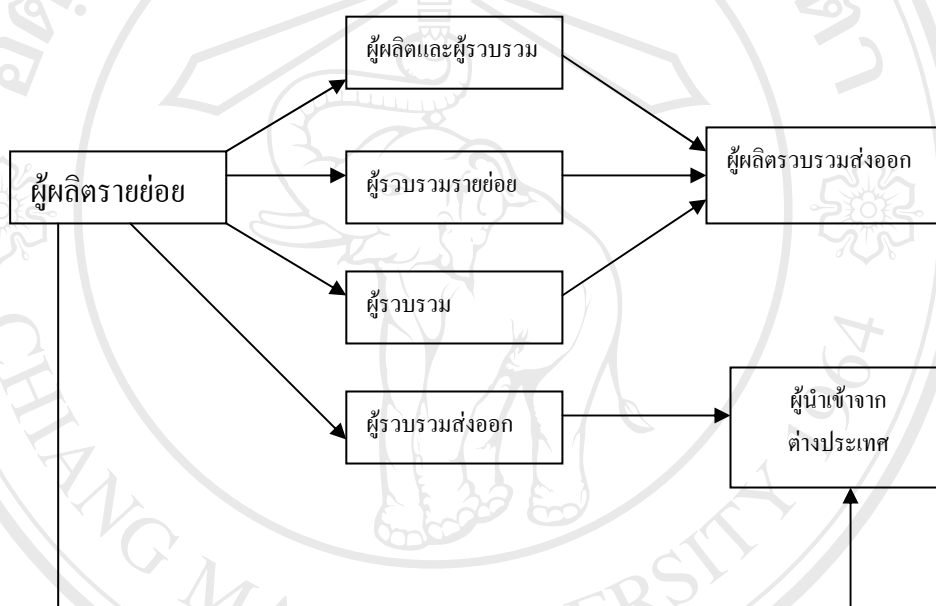 ผู้ผลิตและผู้รวบรวม
ผู้ผลิตรวบรวมส่งออก
ผู้ผลิตรายย่อย
ผู้รวบรวมรายย่อย
ผู้รวบรวม
ผู้รวบรวมส่งออก
ผู้นำเข้าจาก
ต่างประเทศ
CHIANG MAI UNIVERSITY 1964